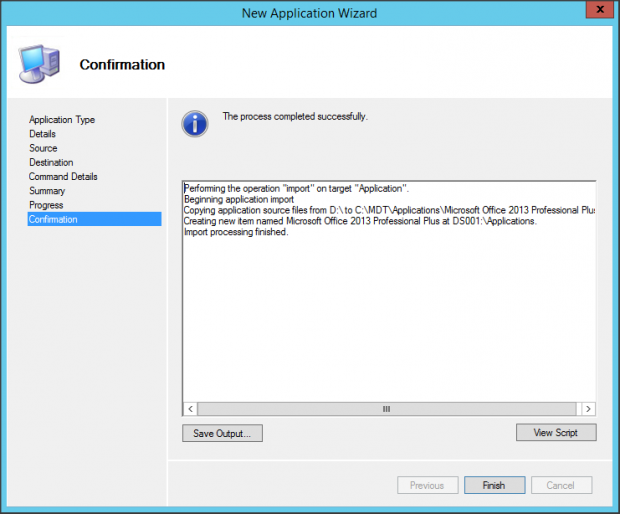 New Application Wizard
x
Confirmation
Application Type
Details
Source
Destination
Command Details
Summary
Progress
Confirmation
The process completed successfully.
Performing the operation "import" on target "Application".
Beginning application import
Copying application source files from D:\ to C:\MDT\Applications\Microsoft Office 2013 Professional Plus
Creating new item named Microsoft Office 2013 Professional Plus at DS001:\Applications.
Import processing finished.
Save Output...
View Script
Previous
Finish
Cancel